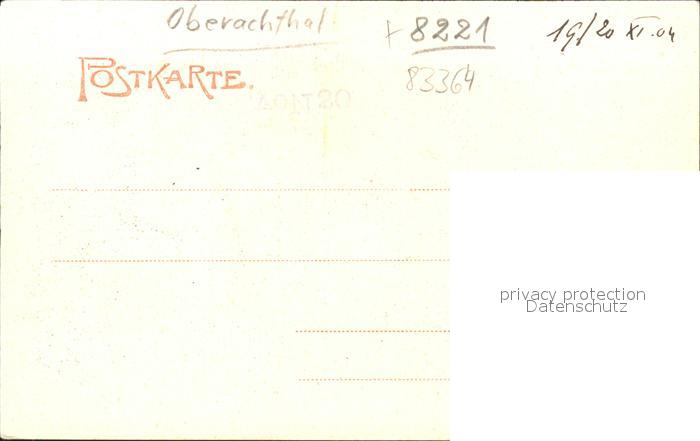 Oberachthal
+ 8221
19/20 XI.04
POSTKARTE.
83364
privacy protection
Datenschutz